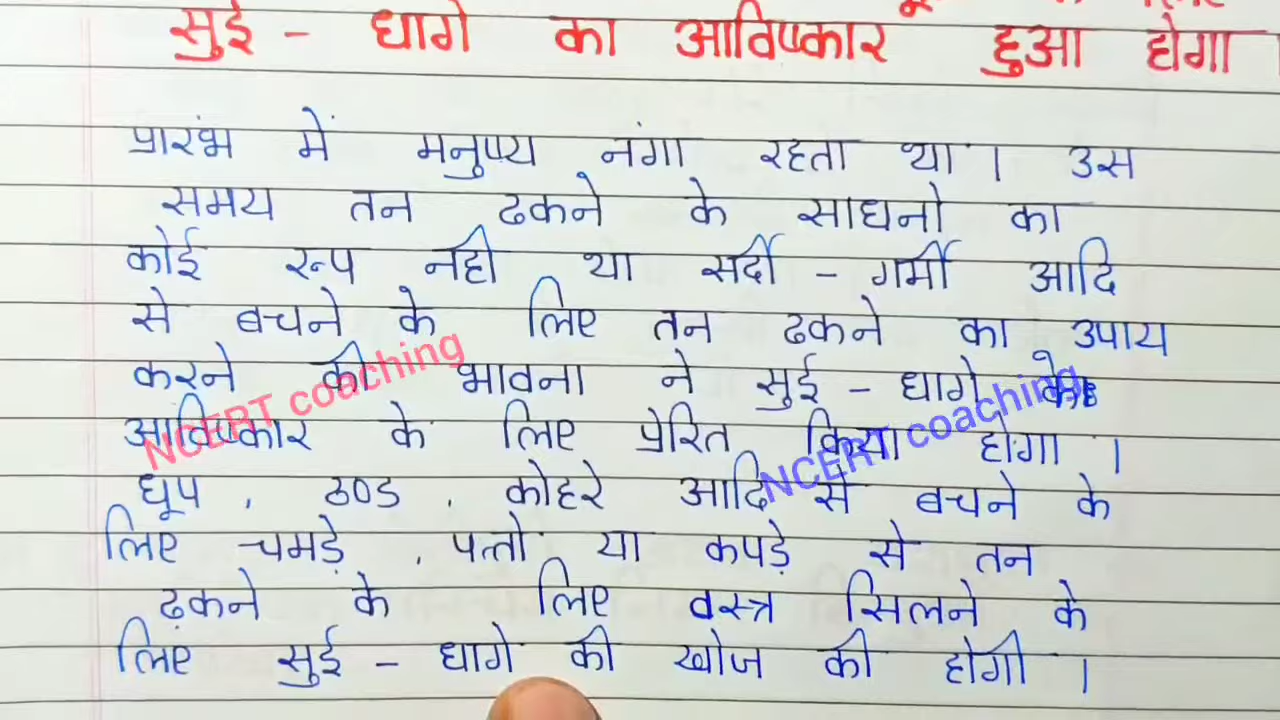 सुई - धागे का आविष्कार हुआ होगा
प्रारंभ में मनुष्य नंगा रहता था । उस
समय तन ढकने के साधनो का
कोई रूप नही था सर्दी - गर्मी आदि
से बचने के लिए तन ढकने का उपाय
करने की भावना ने सुई - धागे के
आविष्कार के लिए प्रेरित किया होगा ।
धूप , ठण्ड , कोहरे आदि से बचने के
लिए चमड़े , पत्तो या कपड़े से तन
ढ़कने के लिए वस्त्र सिलने के
लिए सुई - धागे की खोज की होगी ।
NCERT coaching
NCERT coaching